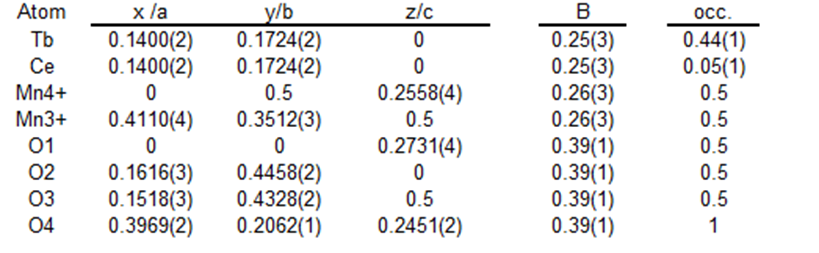 Atom x /a y/b z/c B occ.
Tb 0.1400(2) 0.1724(2) 0 0.25(3) 0.44(1)
Ce 0.1400(2) 0.1724(2) 0 0.25(3) 0.05(1)
Mn4+ 0 0.5 0.2558(4) 0.26(3) 0.5
Mn3+ 0.4110(4) 0.3512(3) 0.5 0.26(3) 0.5
O1 0 0 0.2731(4) 0.39(1) 0.5
O2 0.1616(3) 0.4458(2) 0 0.39(1) 0.5
O3 0.1518(3) 0.4328(2) 0.5 0.39(1) 0.5
O4 0.3969(2) 0.2062(1) 0.2451(2) 0.39(1) 1